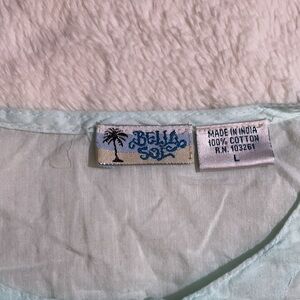 BELLA
SOL
MADE IN INDIA
100% COTTON
R.N. 103261
L